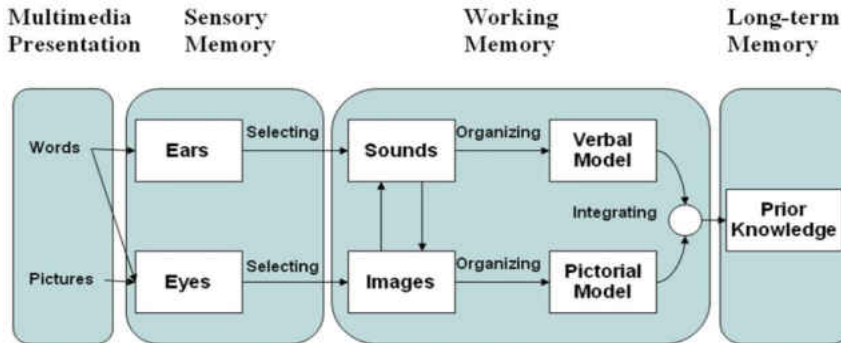 Multimedia
Presentation
Sensory
Memory
Working
Memory
Long-term
Memory
Words
Ears
Selecting
Sounds
Organizing
Verbal
Model
Integrating
Prior
Knowledge
Pictures
Eyes
Selecting
Images
Organizing
Pictorial
Model